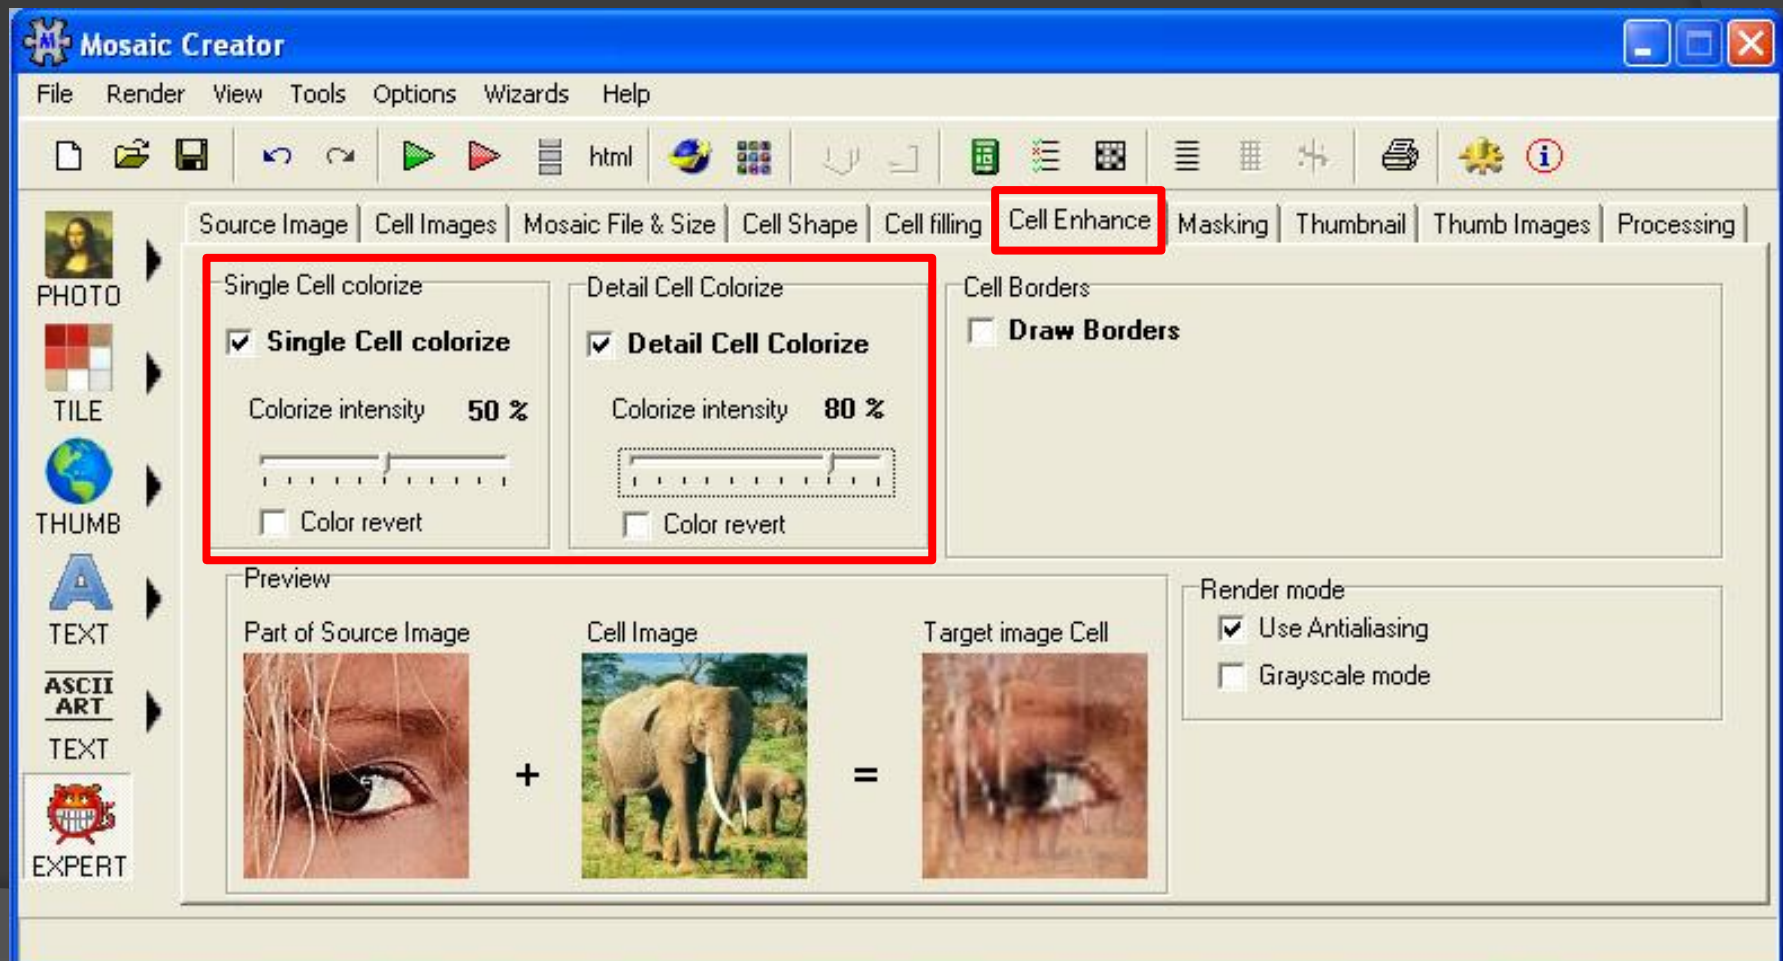 Mosaic Creator
File Render View Tools Options Wizards Help
html
Source Image Cell Images Mosaic File & Size Cell Shape Cell filling Cell Enhance Masking Thumbnail Thumb Images Processing
PHOTO
TILE
THUMB
TEXT
ASCII
ART
TEXT
EXPERT
Single Cell colorize
Single Cell colorize
Colorize intensity 50 %
Color revert
Detail Cell Colorize
Detail Cell Colorize
Colorize intensity 80 %
Color revert
Cell Borders
Draw Borders
Preview
Part of Source Image Cell Image Target image Cell
+ =
Render mode
Use Antialiasing
Grayscale mode